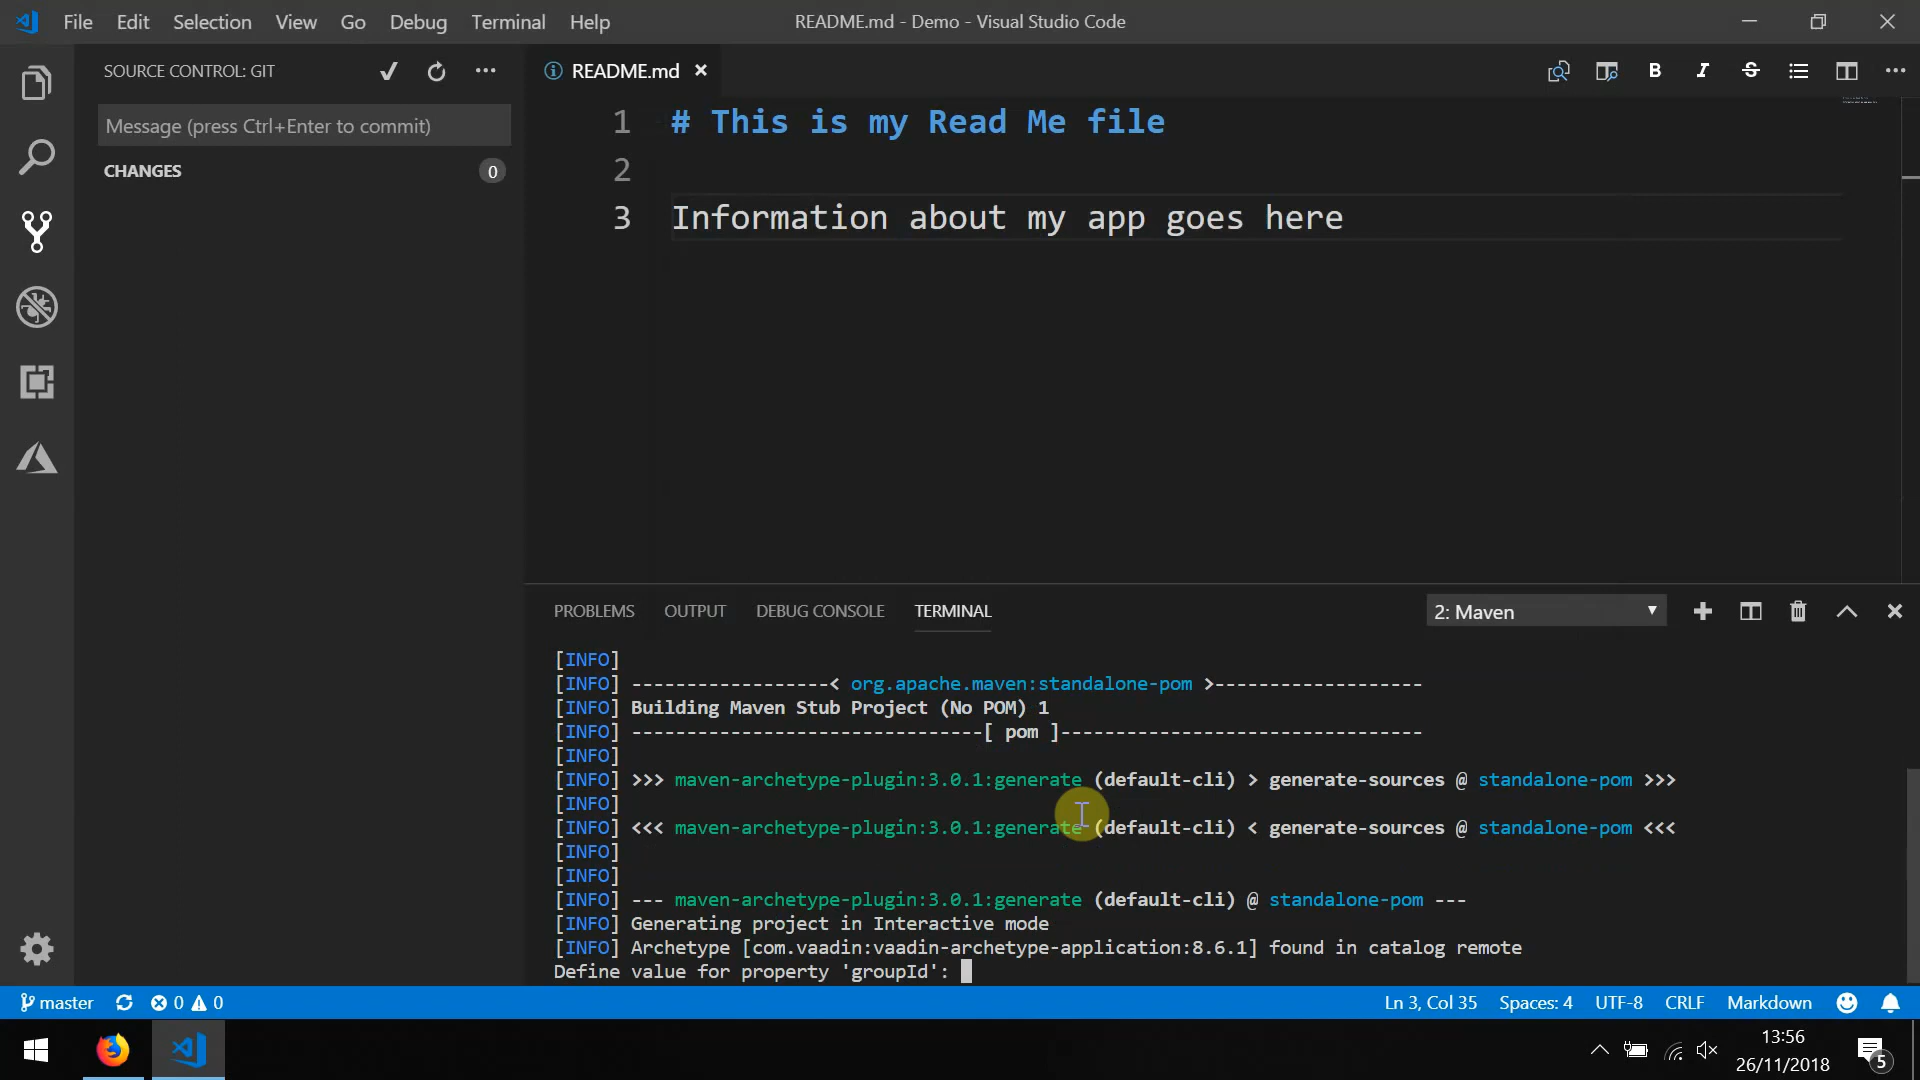 File Edit Selection View Go Debug Terminal Help README.md - Demo - Visual Studio Code
SOURCE CONTROL: GIT
README.md
Message (press Ctrl+Enter to commit)
CHANGES 0
1 # This is my Read Me file
2
3 Information about my app goes here
PROBLEMS OUTPUT DEBUG CONSOLE TERMINAL 2: Maven
[INFO]
[INFO] ------------------< org.apache.maven:standalone-pom >-------------------
[INFO] Building Maven Stub Project (No POM) 1
[INFO] --------------------------------[ pom ]---------------------------------
[INFO]
[INFO] >>> maven-archetype-plugin:3.0.1:generate (default-cli) > generate-sources @ standalone-pom >>>
[INFO]
[INFO] <<< maven-archetype-plugin:3.0.1:generate (default-cli) < generate-sources @ standalone-pom <<<
[INFO]
[INFO]
[INFO] --- maven-archetype-plugin:3.0.1:generate (default-cli) @ standalone-pom ---
[INFO] Generating project in Interactive mode
[INFO] Archetype [com.vaadin:vaadin-archetype-application:8.6.1] found in catalog remote
Define value for property 'groupId':
master 0 0 Ln 3, Col 35 Spaces: 4 UTF-8 CRLF Markdown
13:56
26/11/2018
5